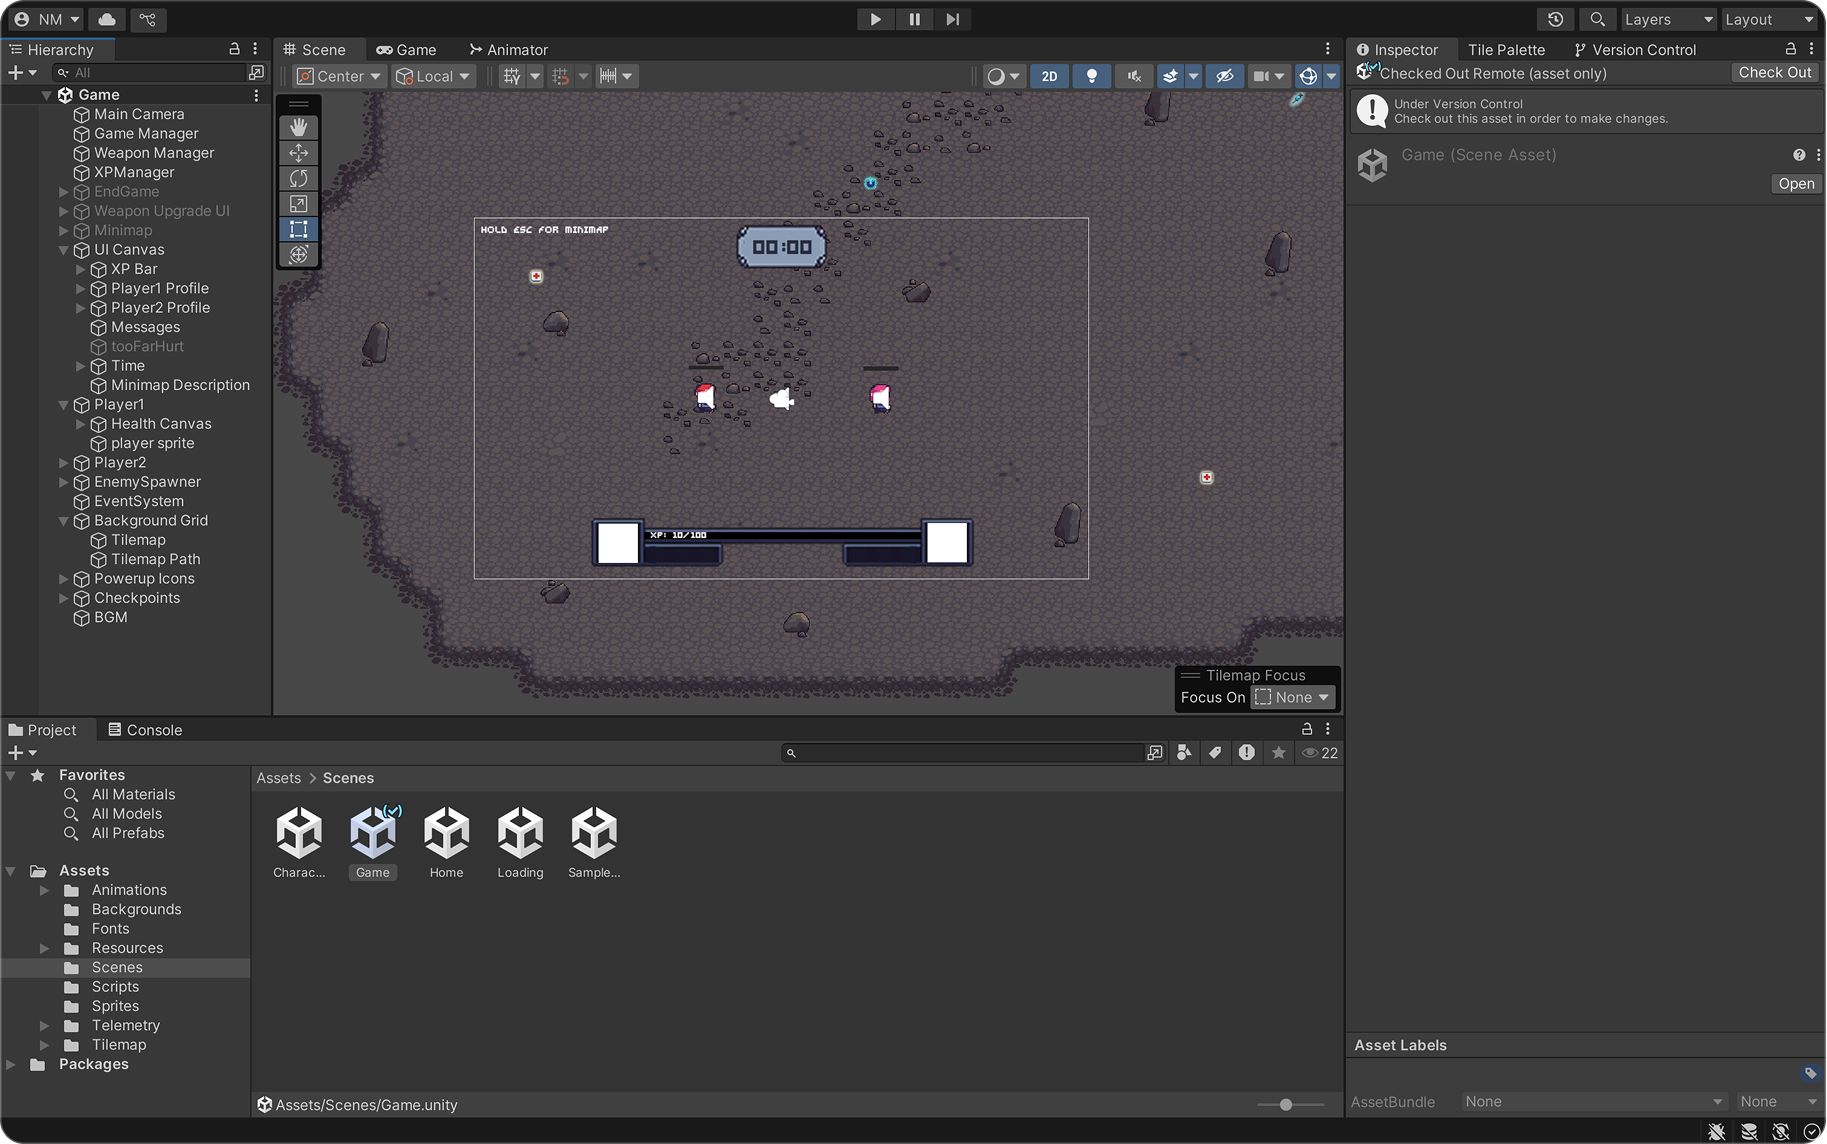 NM
Layers
Layout
Hierarchy
Scene
Game
Animator
Inspector
Tile Palette
Version Control
All
Center
Local
2D
Checked Out Remote (asset only)
Check Out
Under Version Control
Check out this asset in order to make changes.
Game (Scene Asset)
Open
Game
Main Camera
Game Manager
Weapon Manager
XPManager
EndGame
Weapon Upgrade UI
Minimap
UI Canvas
XP Bar
Player1 Profile
Player2 Profile
Messages
tooFarHurt
Time
Minimap Description
Player1
Health Canvas
player sprite
Player2
EnemySpawner
EventSystem
Background Grid
Tilemap
Tilemap Path
Powerup Icons
Checkpoints
BGM
HOLD ESC FOR MINIMAP
00:00
XP: 10/100
Tilemap Focus
Focus On
None
Project
Console
22
Favorites
All Materials
All Models
All Prefabs
Assets
Animations
Backgrounds
Fonts
Resources
Scenes
Scripts
Sprites
Telemetry
Tilemap
Packages
Assets > Scenes
Charac...
Game
Home
Loading
Sample...
Assets/Scenes/Game.unity
Asset Labels
AssetBundle
None
None